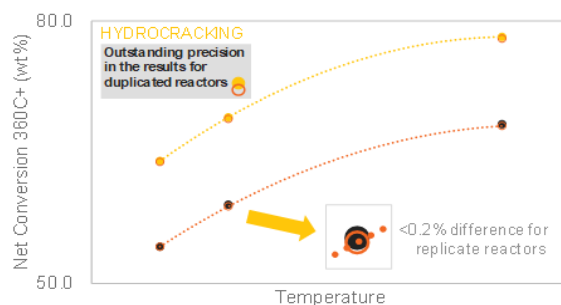 80.0
HYDROCRACKING
Outstanding precision
in the results for
duplicated reactors
Net Conversion 360C+ (wt%)
<0.2% difference for
replicate reactors
50.0
Temperature